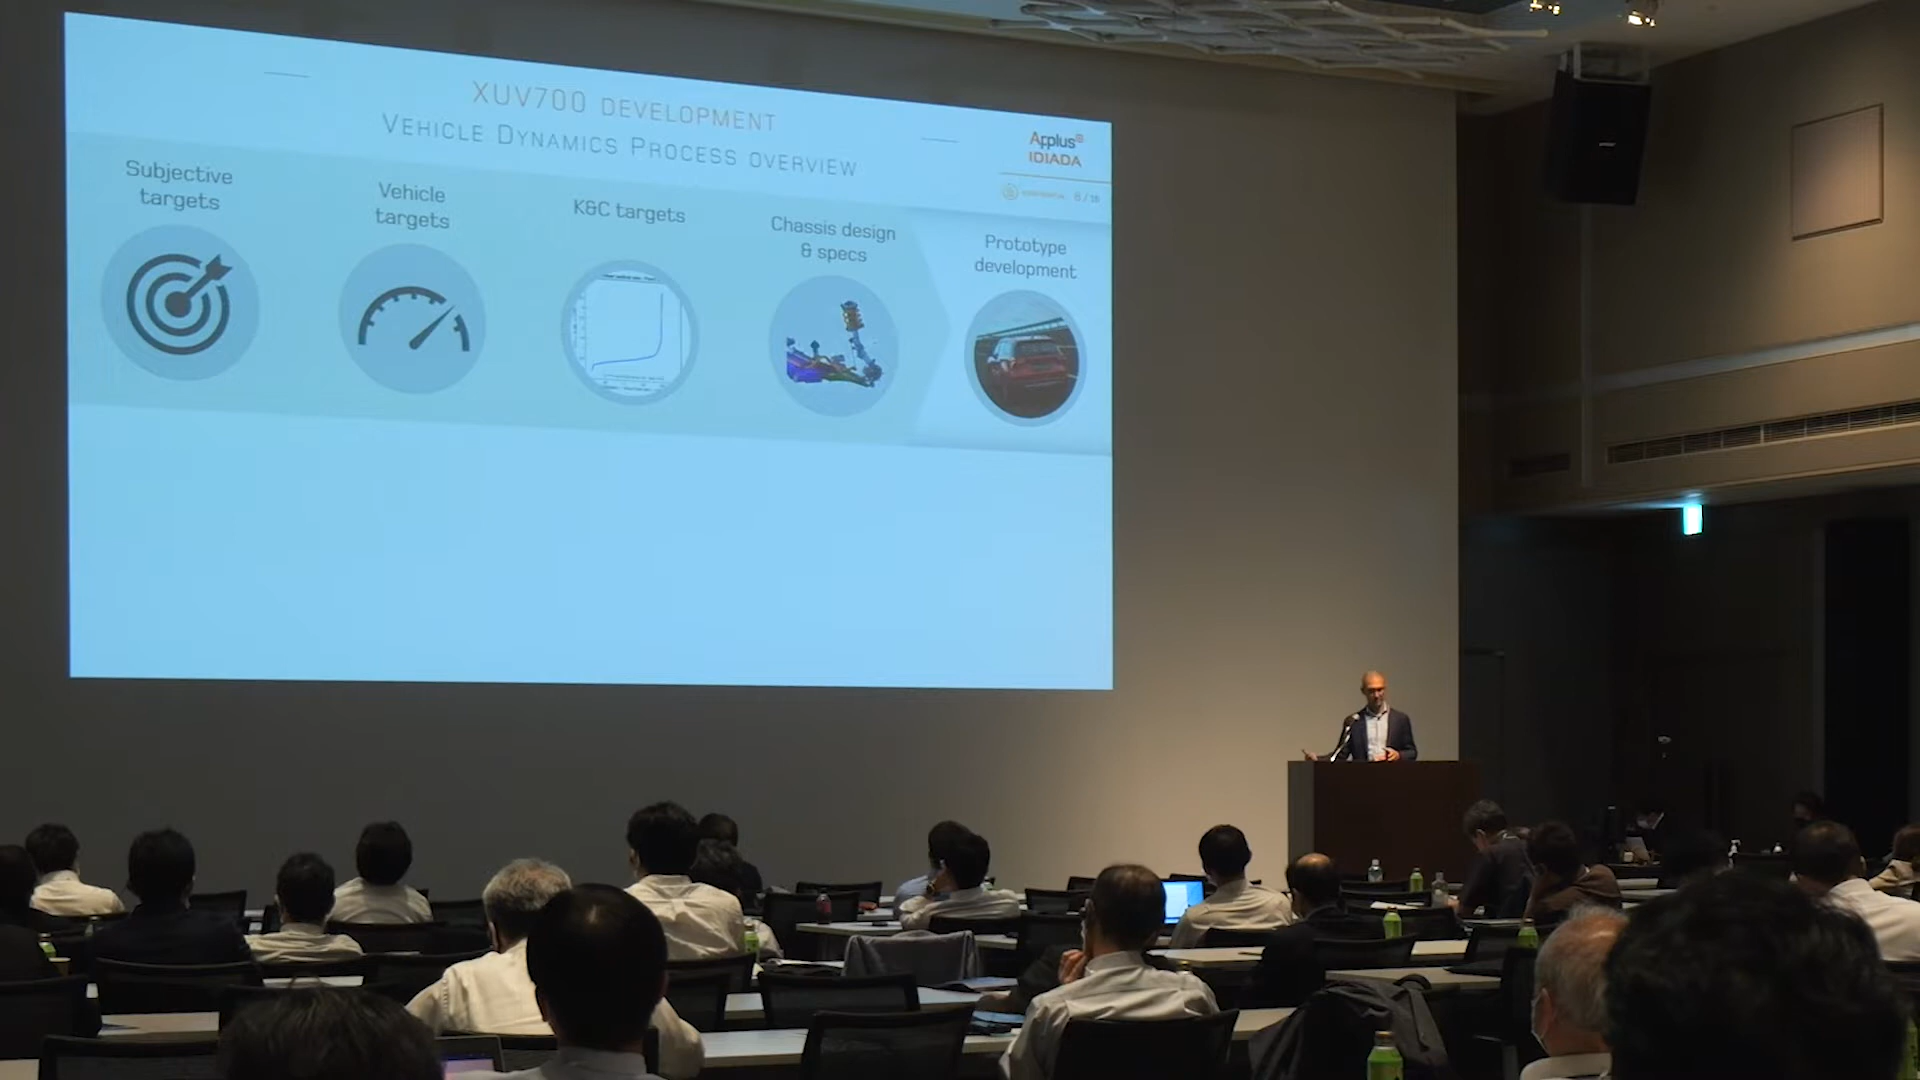 XUV700 DEVELOPMENT
VEHICLE DYNAMICS PROCESS OVERVIEW
Applus
IDIADA
Subjective
targets
Vehicle
targets
K&C targets
Chassis design
& specs
Prototype
development